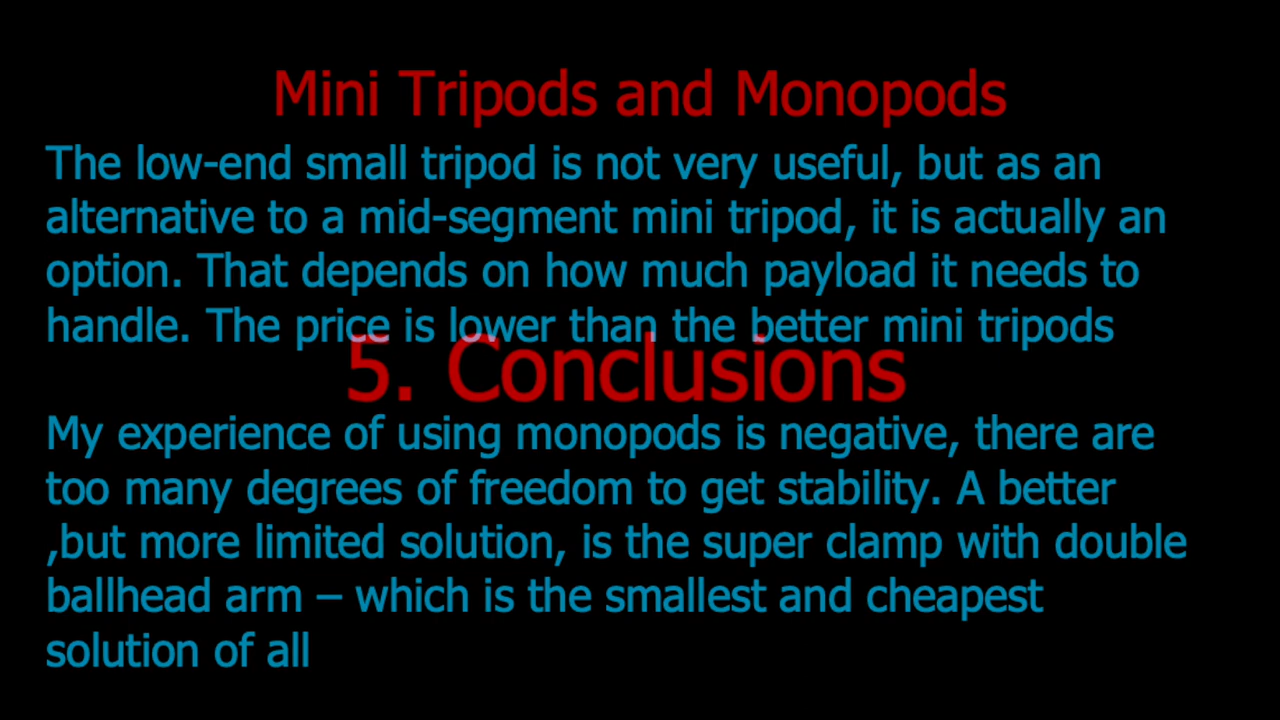 Mini Tripods and Monopods
The low-end small tripod is not very useful, but as an
alternative to a mid-segment mini tripod, it is actually an
option. That depends on how much payload it needs to
handle. The price is lower than the better mini tripods
5. Conclusions
My experience of using monopods is negative, there are
too many degrees of freedom to get stability. A better
,but more limited solution, is the super clamp with double
ballhead arm – which is the smallest and cheapest
solution of all